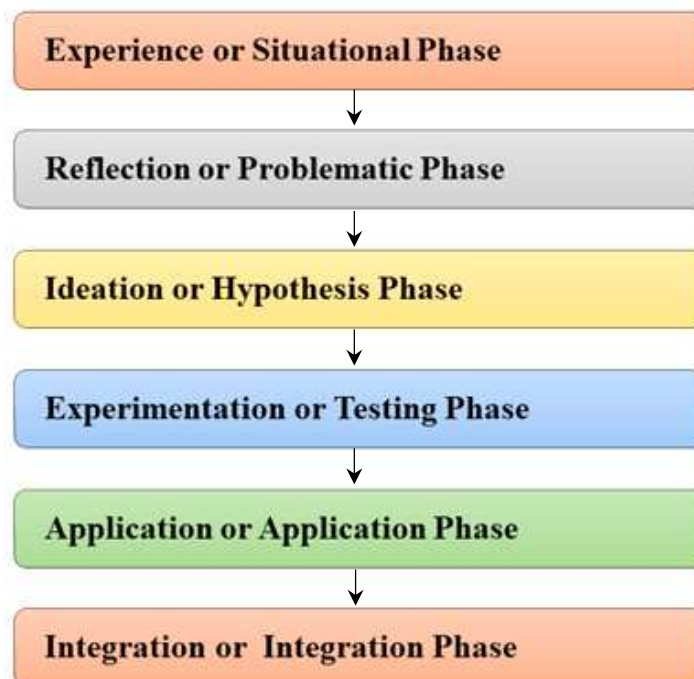 Experience or Situational Phase
Reflection or Problematic Phase
Ideation or Hypothesis Phase
Experimentation or Testing Phase
Application or Application Phase
Integration or Integration Phase